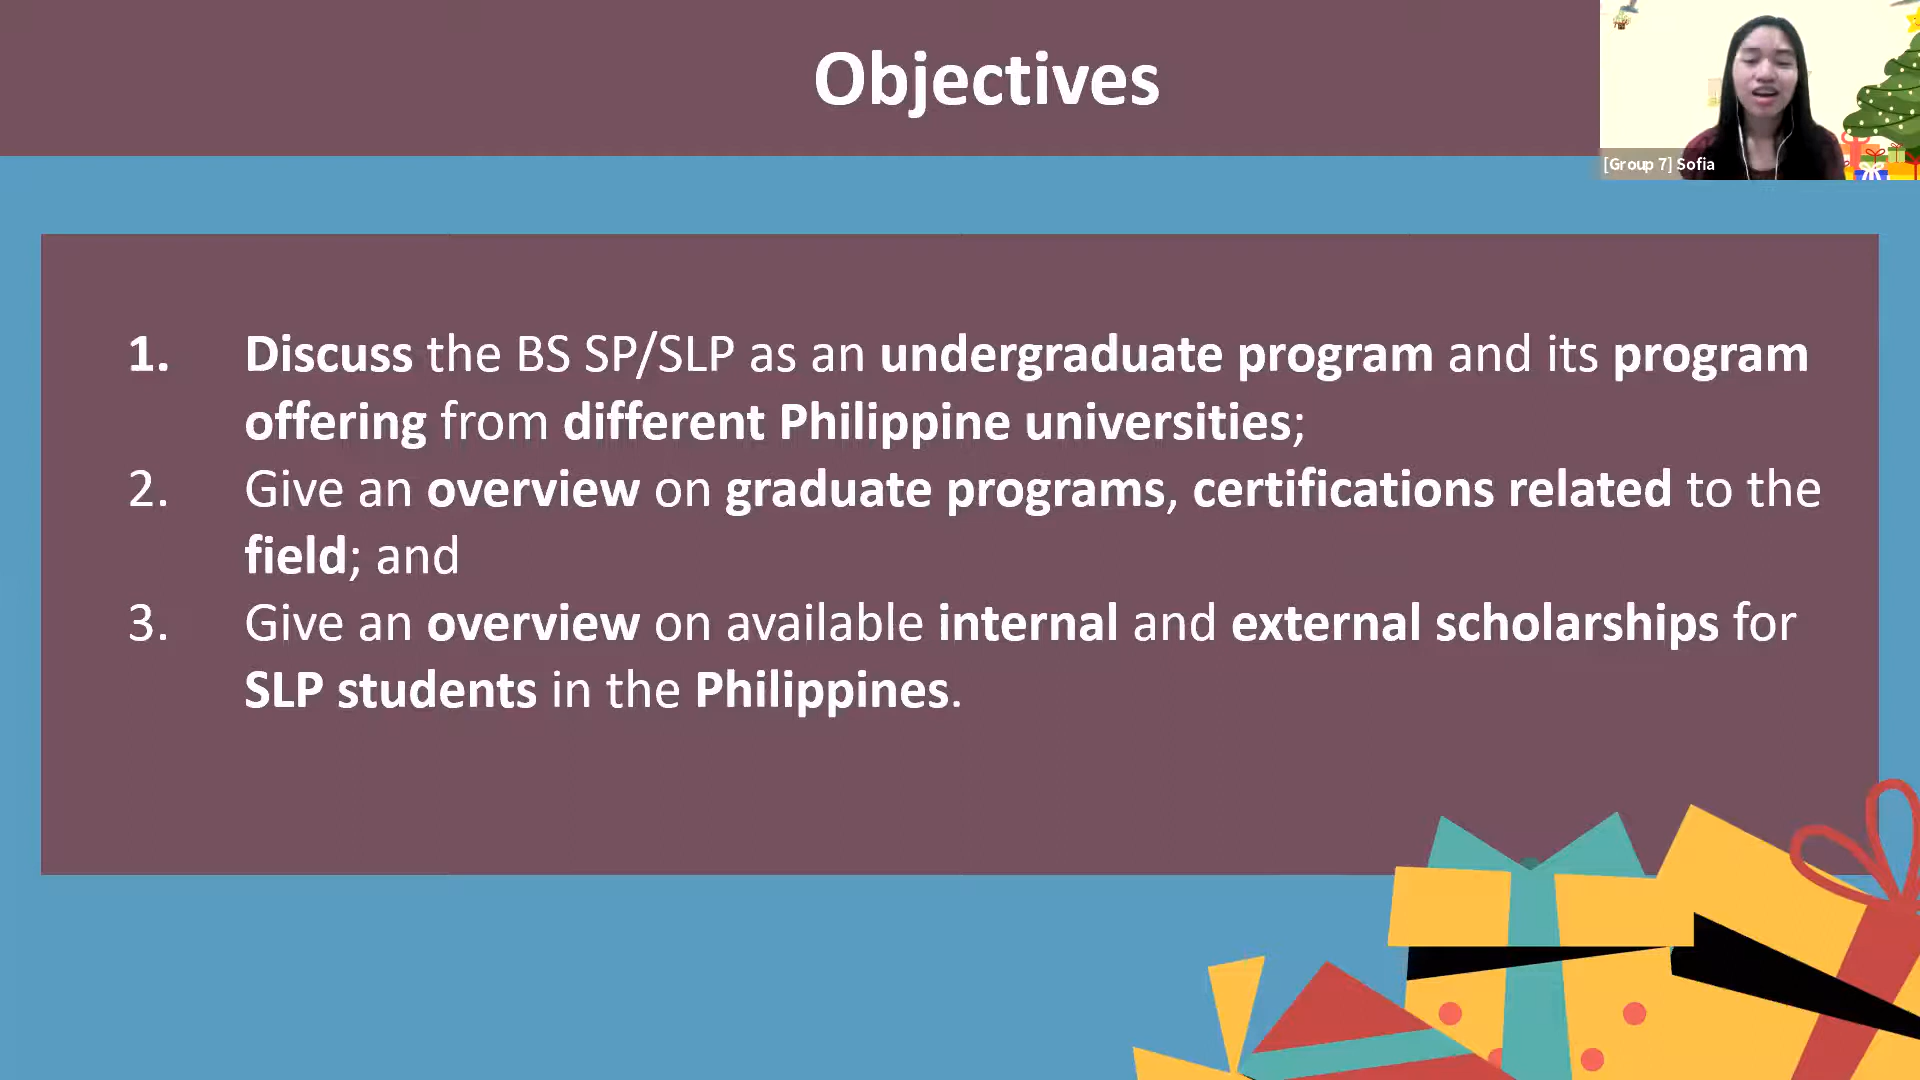 Objectives
[Group 7] Sofia
1. Discuss the BS SP/SLP as an undergraduate program and its program
offering from different Philippine universities;
2. Give an overview on graduate programs, certifications related to the
field; and
3. Give an overview on available internal and external scholarships for
SLP students in the Philippines.